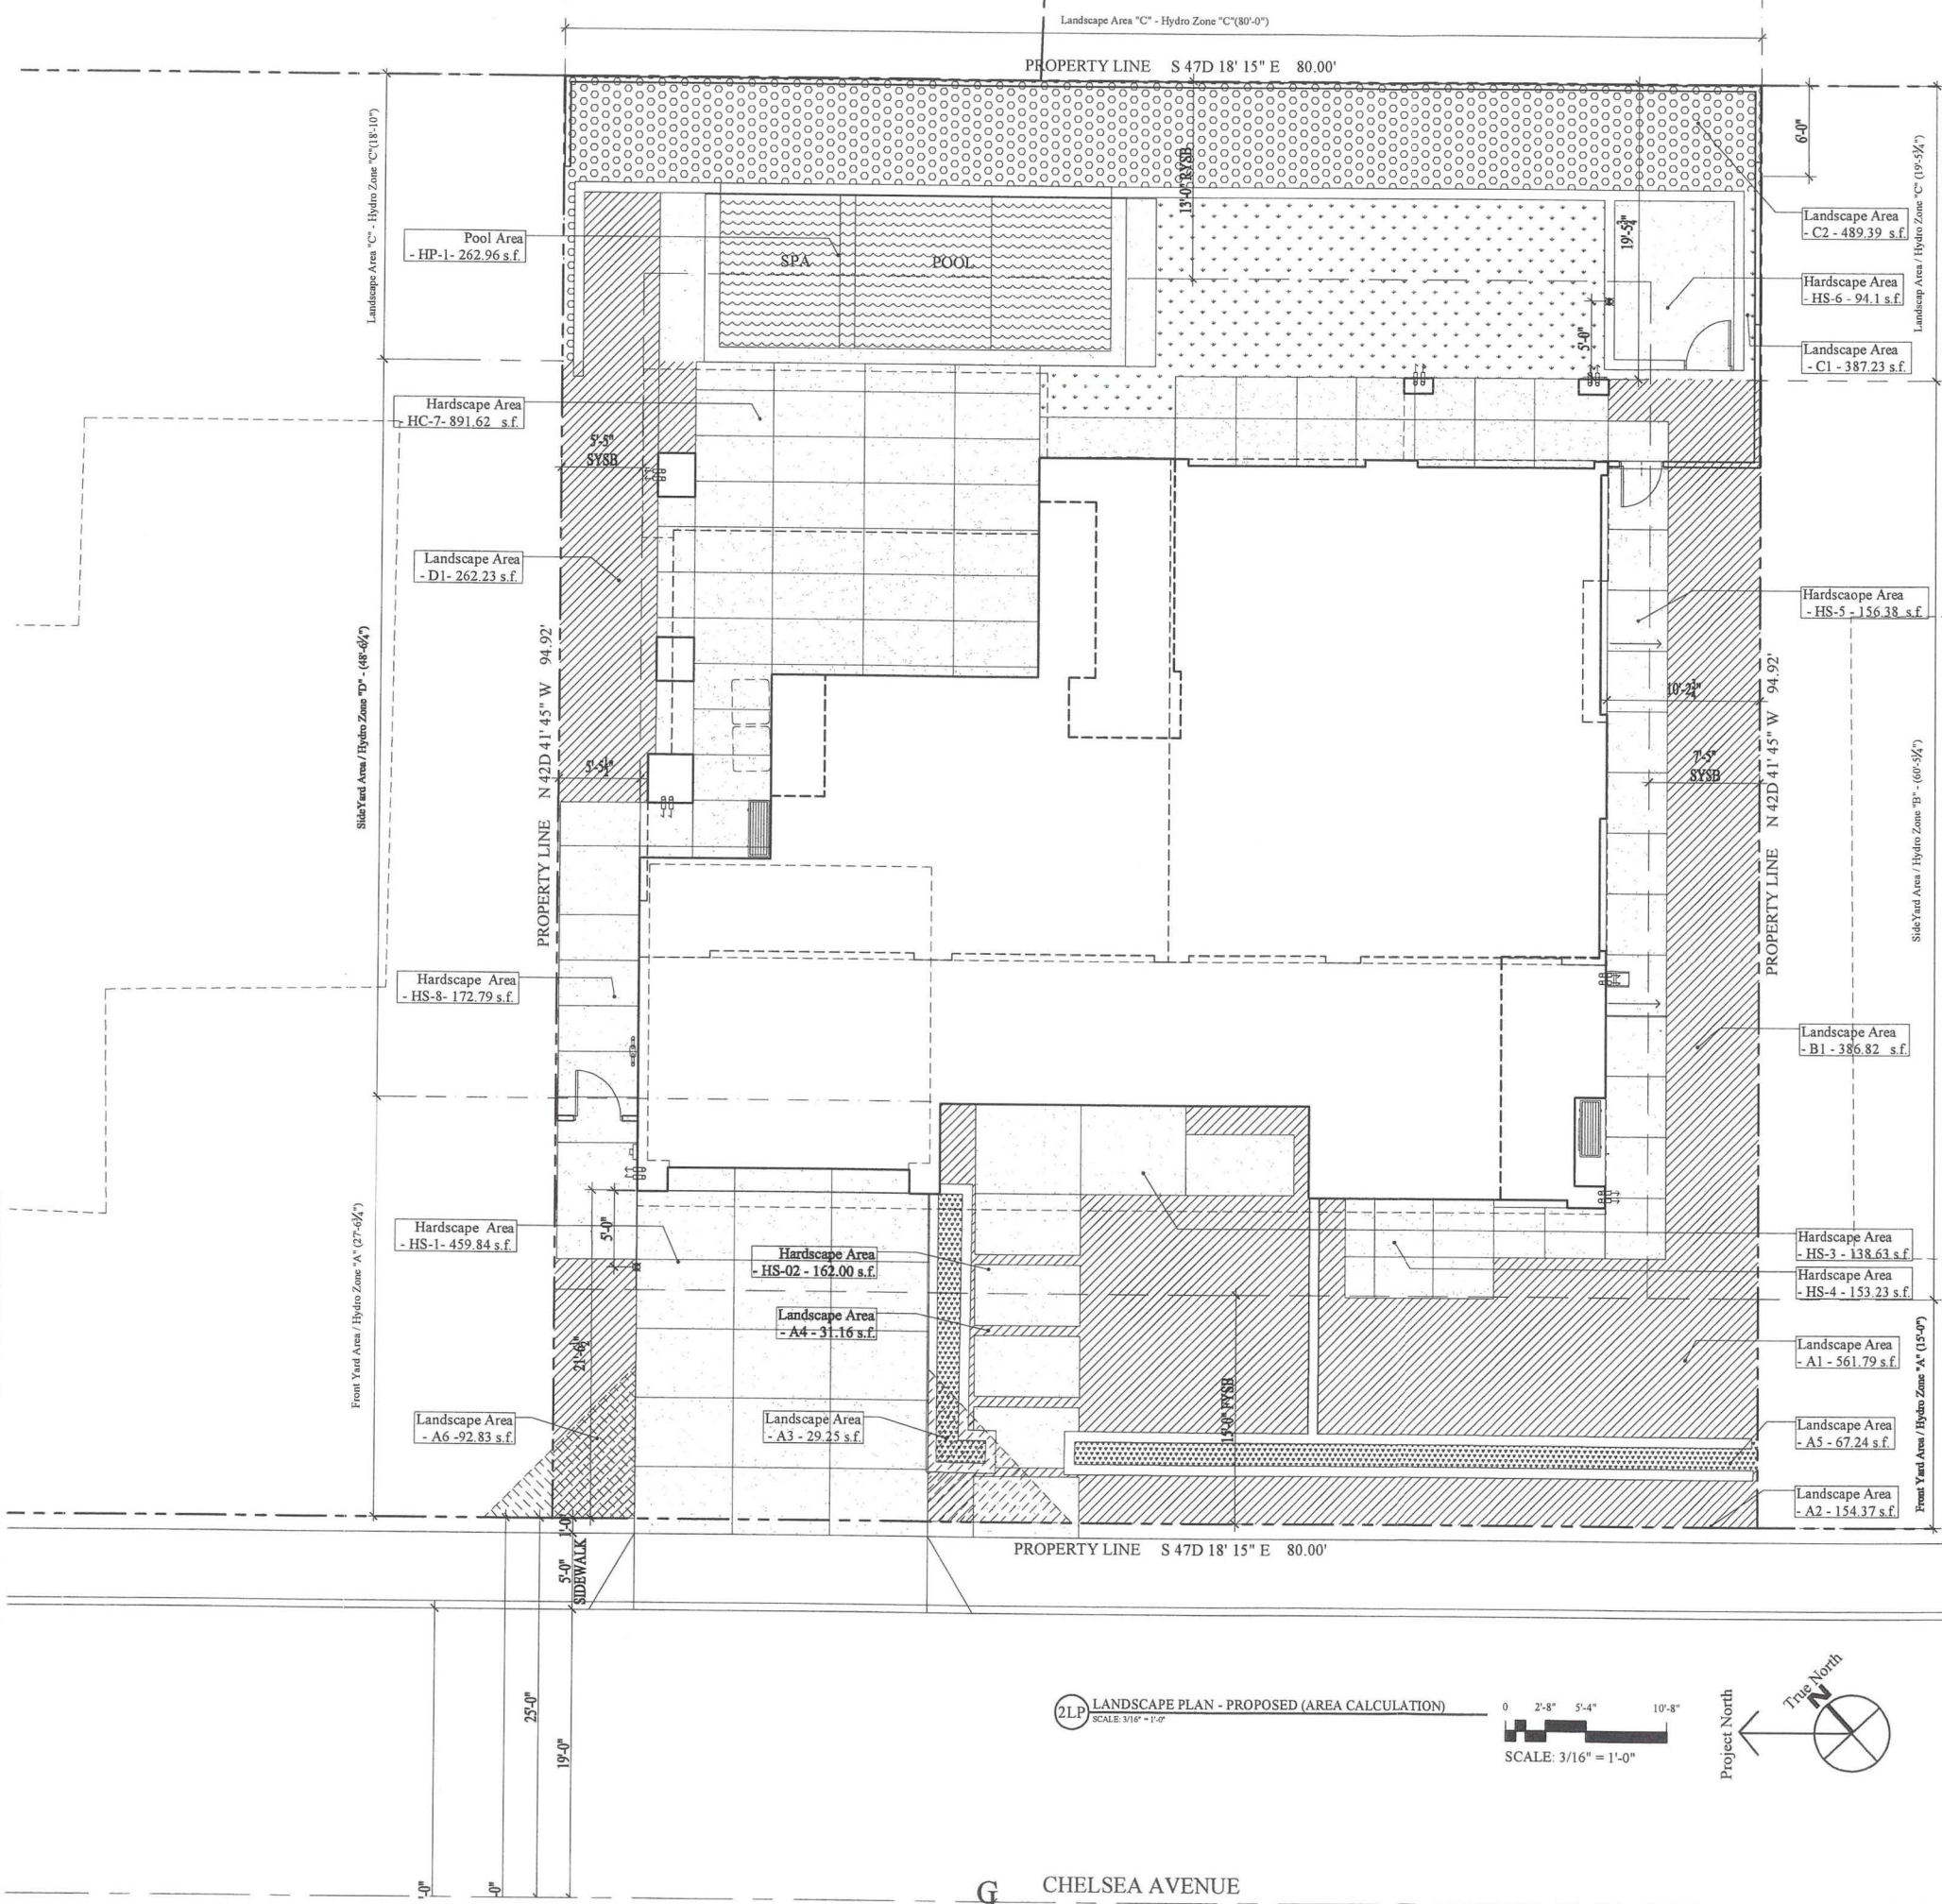 Landscape Area "C" - Hydro Zone "C"(80'-0")
PROPERTY LINE S 47D 18' 15" E 80.00'
Landscape Area "C" - Hydro Zone "C"(18'-10")
13'-0" RYSB
6'-0"
19'-5¾"
Landscap Area / Hydro Zone "C" (19'-5¾")
Pool Area
- HP-1- 262.96 s.f.
SPA
POOL
Landscape Area
- C2 - 489.39 s.f.
Hardscape Area
- HS-6 - 94.1 s.f.
5'-0"
Landscape Area
- C1 - 387.23 s.f.
Hardscape Area
- HC-7- 891.62 s.f.
5'-5"
SYSB
Landscape Area
- D1- 262.23 s.f.
Hardscaope Area
- HS-5 - 156.38 s.f.
SideYard Area / Hydro Zone "D" - (48'-6¼")
PROPERTY LINE N 42D 41' 45" W 94.92'
5'-5½"
10'-2¾"
7'-5"
SYSB
PROPERTY LINE N 42D 41' 45" W 94.92'
SideYard Area / Hydro Zone "B" - (60'-5¼")
Hardscape Area
- HS-8- 172.79 s.f.
Landscape Area
- B1 - 386.82 s.f.
Front Yard Area / Hydro Zone "A" (27'-6¼")
Hardscape Area
- HS-1- 459.84 s.f.
5'-0"
Hardscape Area
- HS-02 - 162.00 s.f.
Hardscape Area
- HS-3 - 138.63 s.f.
Hardscape Area
- HS-4 - 153.23 s.f.
Landscape Area
- A4 - 31.16 s.f.
21'-6½"
Landscape Area
- A1 - 561.79 s.f.
15'-0" FYSB
Front Yard Area / Hydro Zone "A" (15'-0")
Landscape Area
- A6 -92.83 s.f.
Landscape Area
- A3 - 29.25 s.f.
Landscape Area
- A5 - 67.24 s.f.
Landscape Area
- A2 - 154.37 s.f.
1'-0"
5'-0"
SIDEWALK
PROPERTY LINE S 47D 18' 15" E 80.00'
25'-0"
19'-0"
2LP
LANDSCAPE PLAN - PROPOSED (AREA CALCULATION)
SCALE: 3/16" = 1'-0"
0 2'-8" 5'-4" 10'-8"
SCALE: 3/16" = 1'-0"
Project North
True North
N
-0"
-0"
G CHELSEA AVENUE